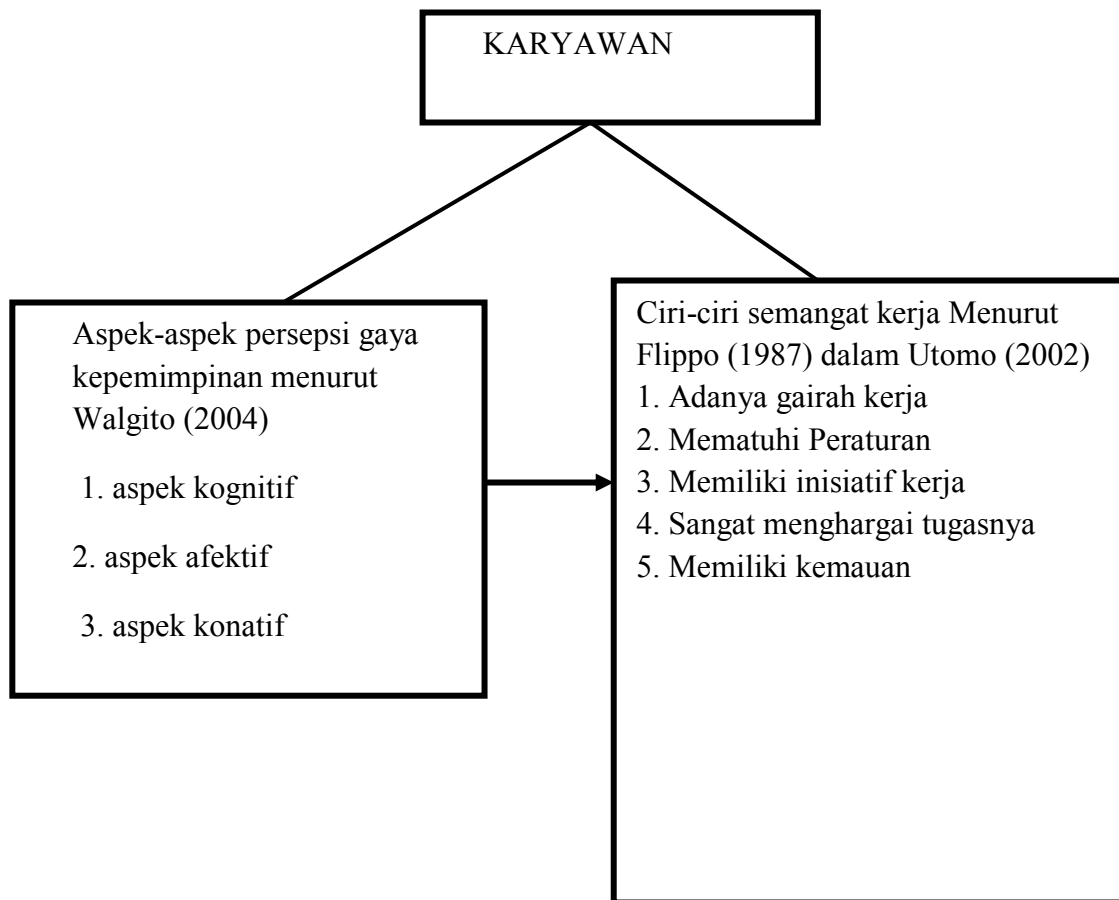 KARYAWAN
Aspek-aspek persepsi gaya
kepemimpinan menurut
Walgito (2004)
1. aspek kognitif
2. aspek afektif
3. aspek konatif
Ciri-ciri semangat kerja Menurut
Flippo (1987) dalam Utomo (2002)
1. Adanya gairah kerja
2. Mematuhi Peraturan
3. Memiliki inisiatif kerja
4. Sangat menghargai tugasnya
5. Memiliki kemauan